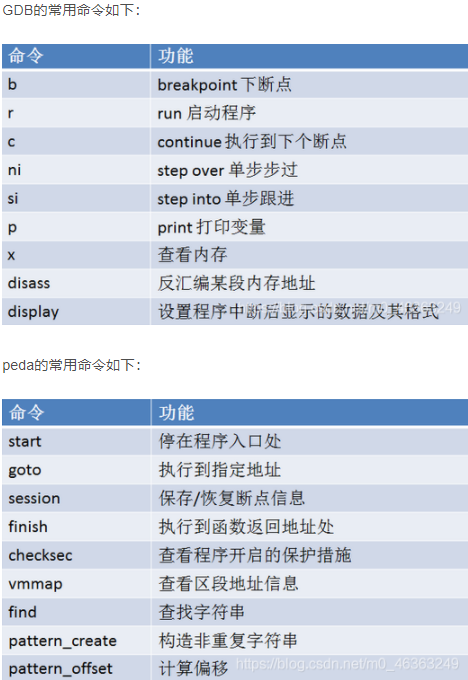 GDB的常用命令如下：
命令 功能
b breakpoint 下断点
r run 启动程序
c continue 执行到下个断点
ni step over 单步步过
si step into 单步跟进
p print 打印变量
x 查看内存
disass 反汇编某段内存地址
display 设置程序中断后显示的数据及其格式
peda的常用命令如下：
命令 功能
start 停在程序入口处
goto 执行到指定地址
session 保存/恢复断点信息
finish 执行到函数返回地址处
checksec 查看程序开启的保护措施
vmmap 查看区段地址信息
find 查找字符串
pattern_create 构造非重复字符串
pattern_offset 计算偏移
https://blog.csdn.net/m0_46363249